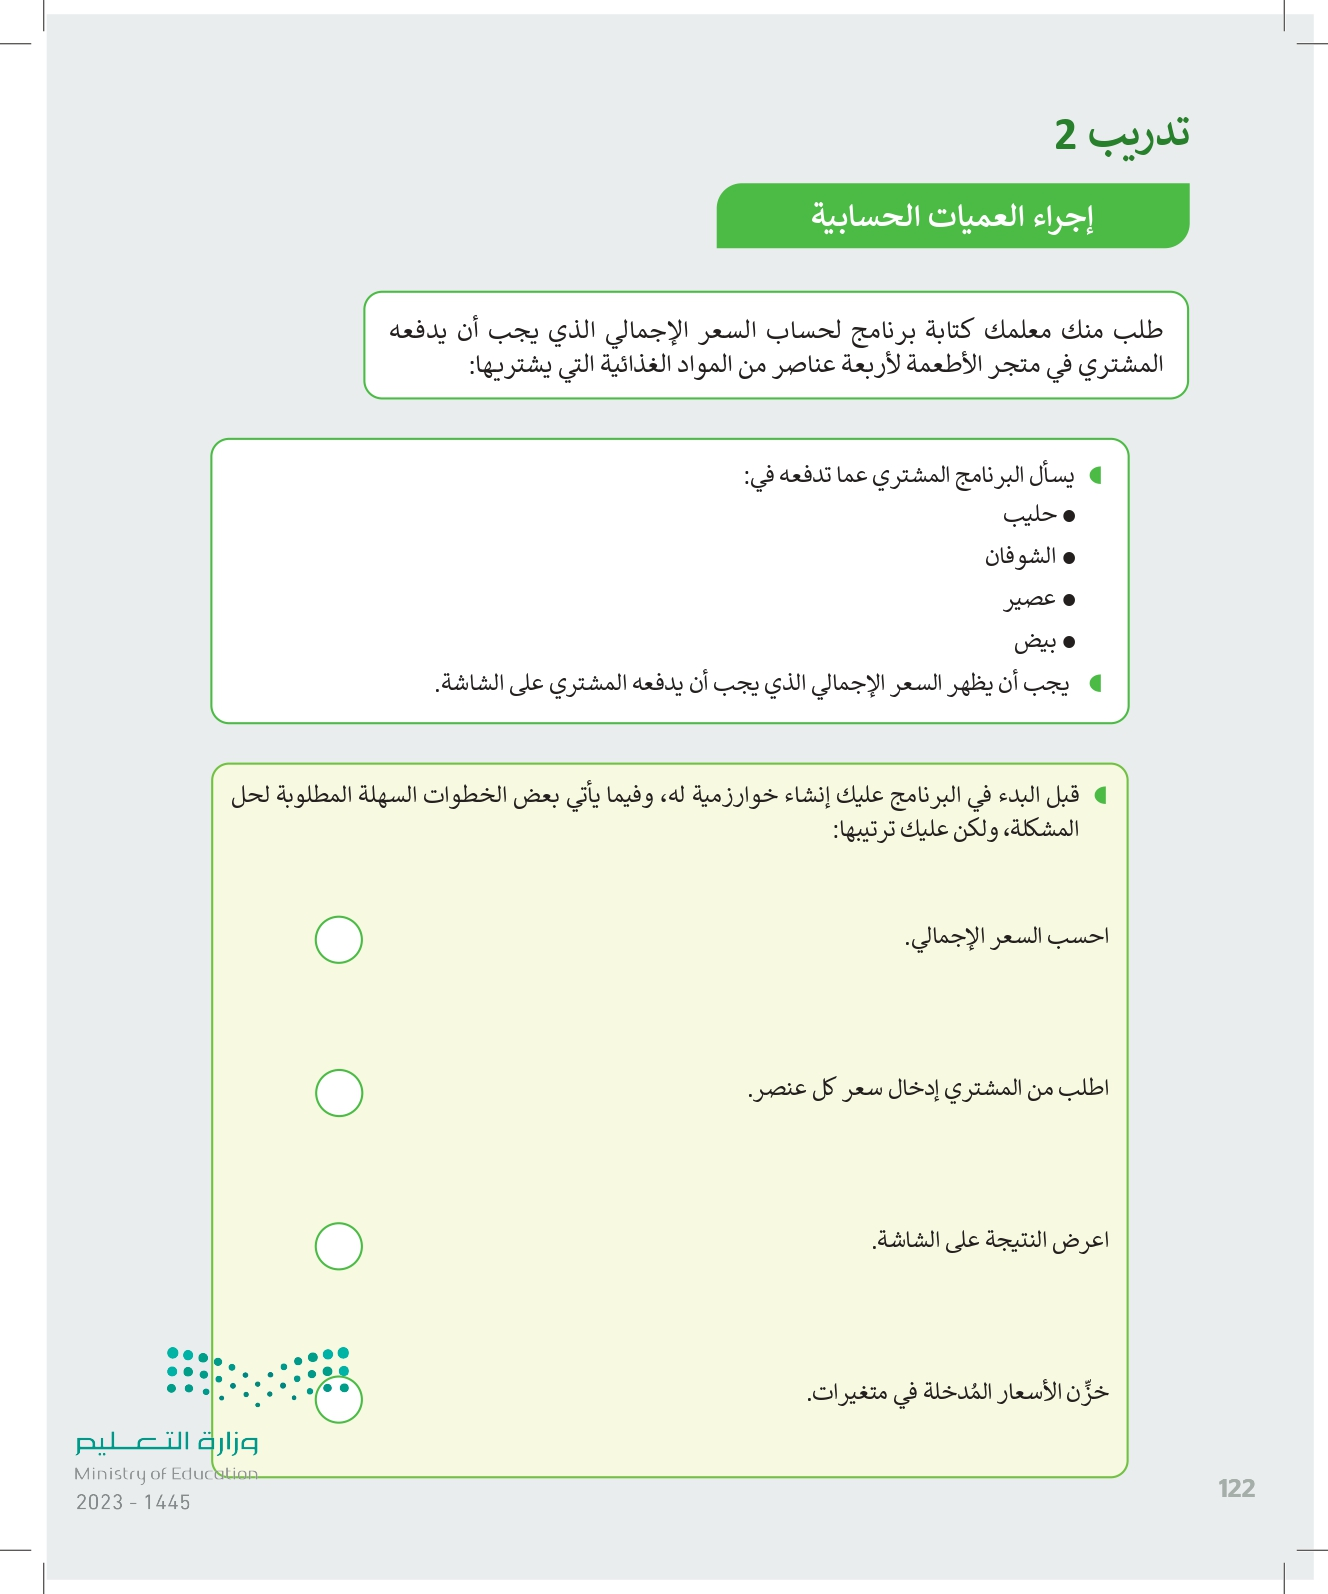 تدريب 2
إجراء العميات الحسابية
طلب منك معلمك كتابة برنامج لحساب السعر الإجمالي الذي يجب أن يدفعه
المشتري في متجر الأطعمة لأربعة عناصر من المواد الغذائية التي يشتريها:
يسأل البرنامج المشتري عما تدفعه في:
● حليب
● الشوفان
● عصير
● بيض
يجب أن يظهر السعر الإجمالي الذي يجب أن يدفعه المشتري على الشاشة.
قبل البدء في البرنامج عليك إنشاء خوارزمية له، وفيما يأتي بعض الخطوات السهلة المطلوبة لحل
المشكلة، ولكن عليك ترتيبها:
احسب السعر الإجمالي.
اطلب من المشتري إدخال سعر كل عنصر.
اعرض النتيجة على الشاشة.
خزِّن الأسعار المُدخلة في متغيرات.
وزارة التعليم
Ministry of Education
2023 - 1445
122